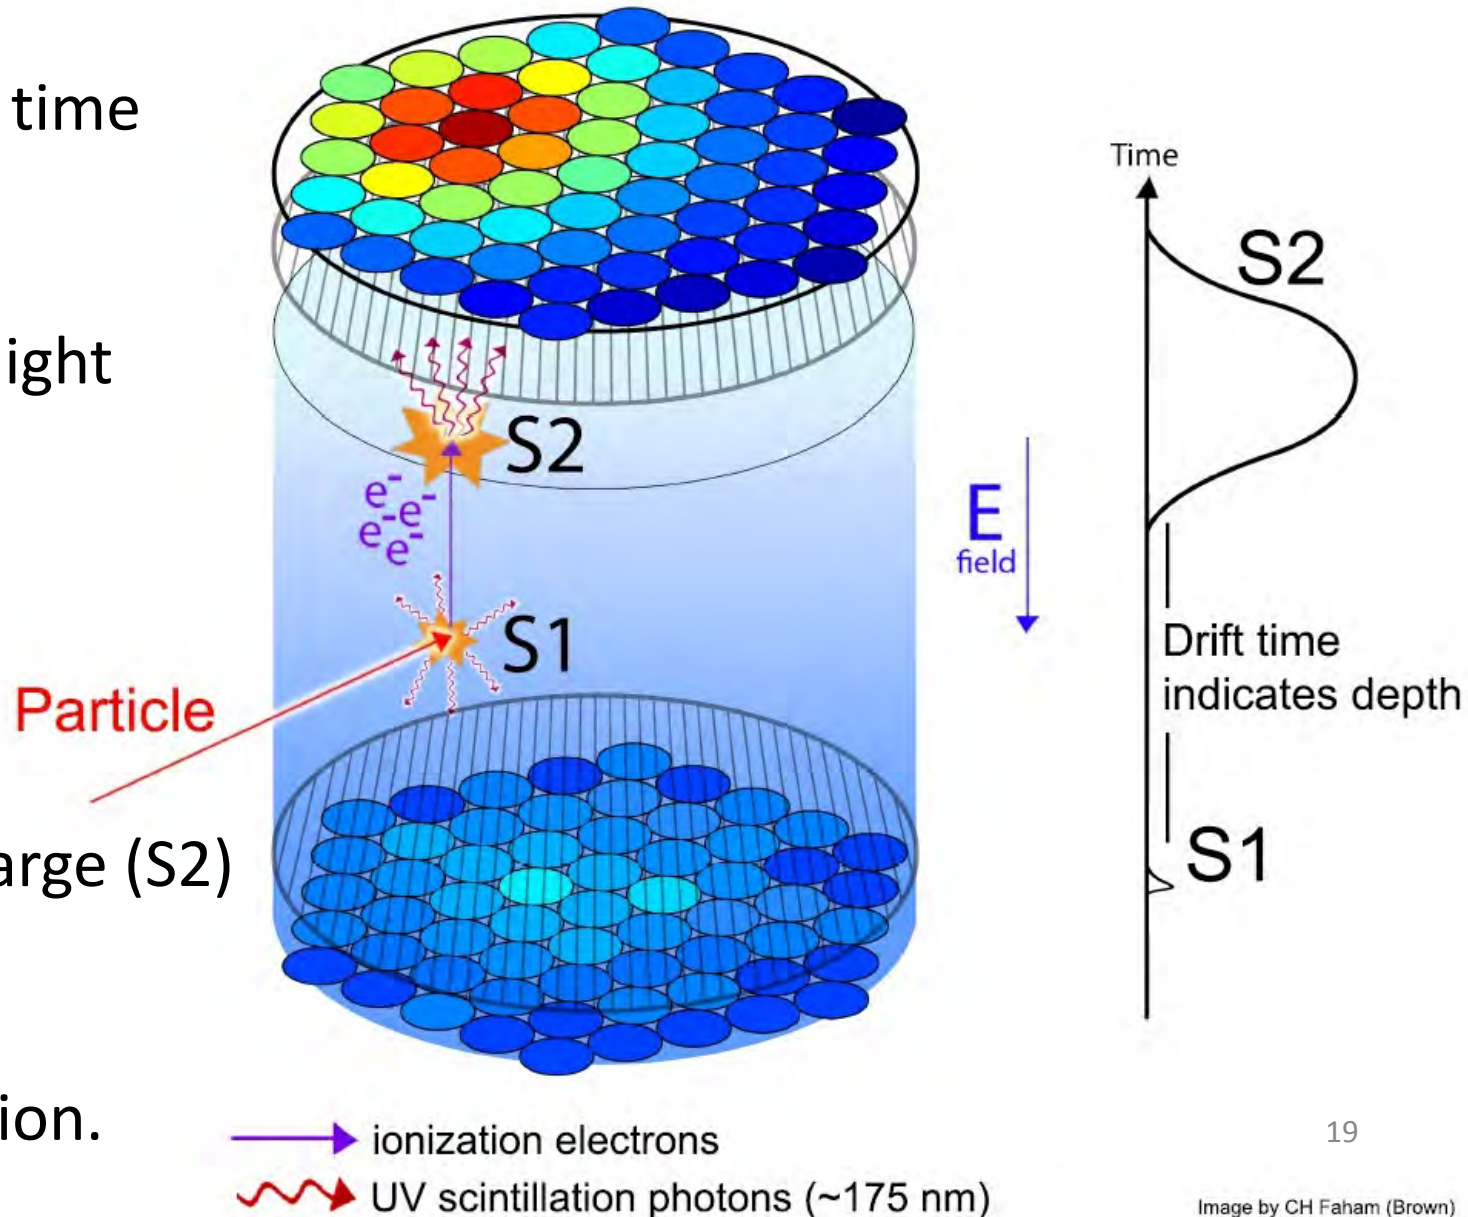 time
ight
arge (S2)
ion.
S2
e-
e-
e-
e-
S1
Particle
E
field
Time
S2
Drift time
indicates depth
S1
ionization electrons
UV scintillation photons (~175 nm)
19
Image by CH Faham (Brown)